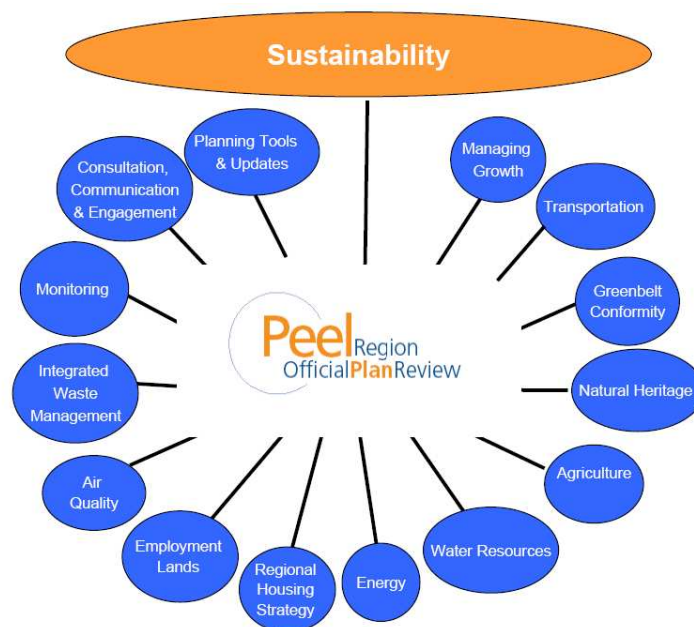 Sustainability
Planning Tools
& Updates
Managing
Growth
Consultation,
Communication
& Engagement
Transportation
Monitoring
Greenbelt
Conformity
Peel Region
Official Plan Review
Integrated
Waste
Management
Natural Heritage
Air
Quality
Agriculture
Employment
Lands
Regional
Housing
Strategy
Energy
Water Resources